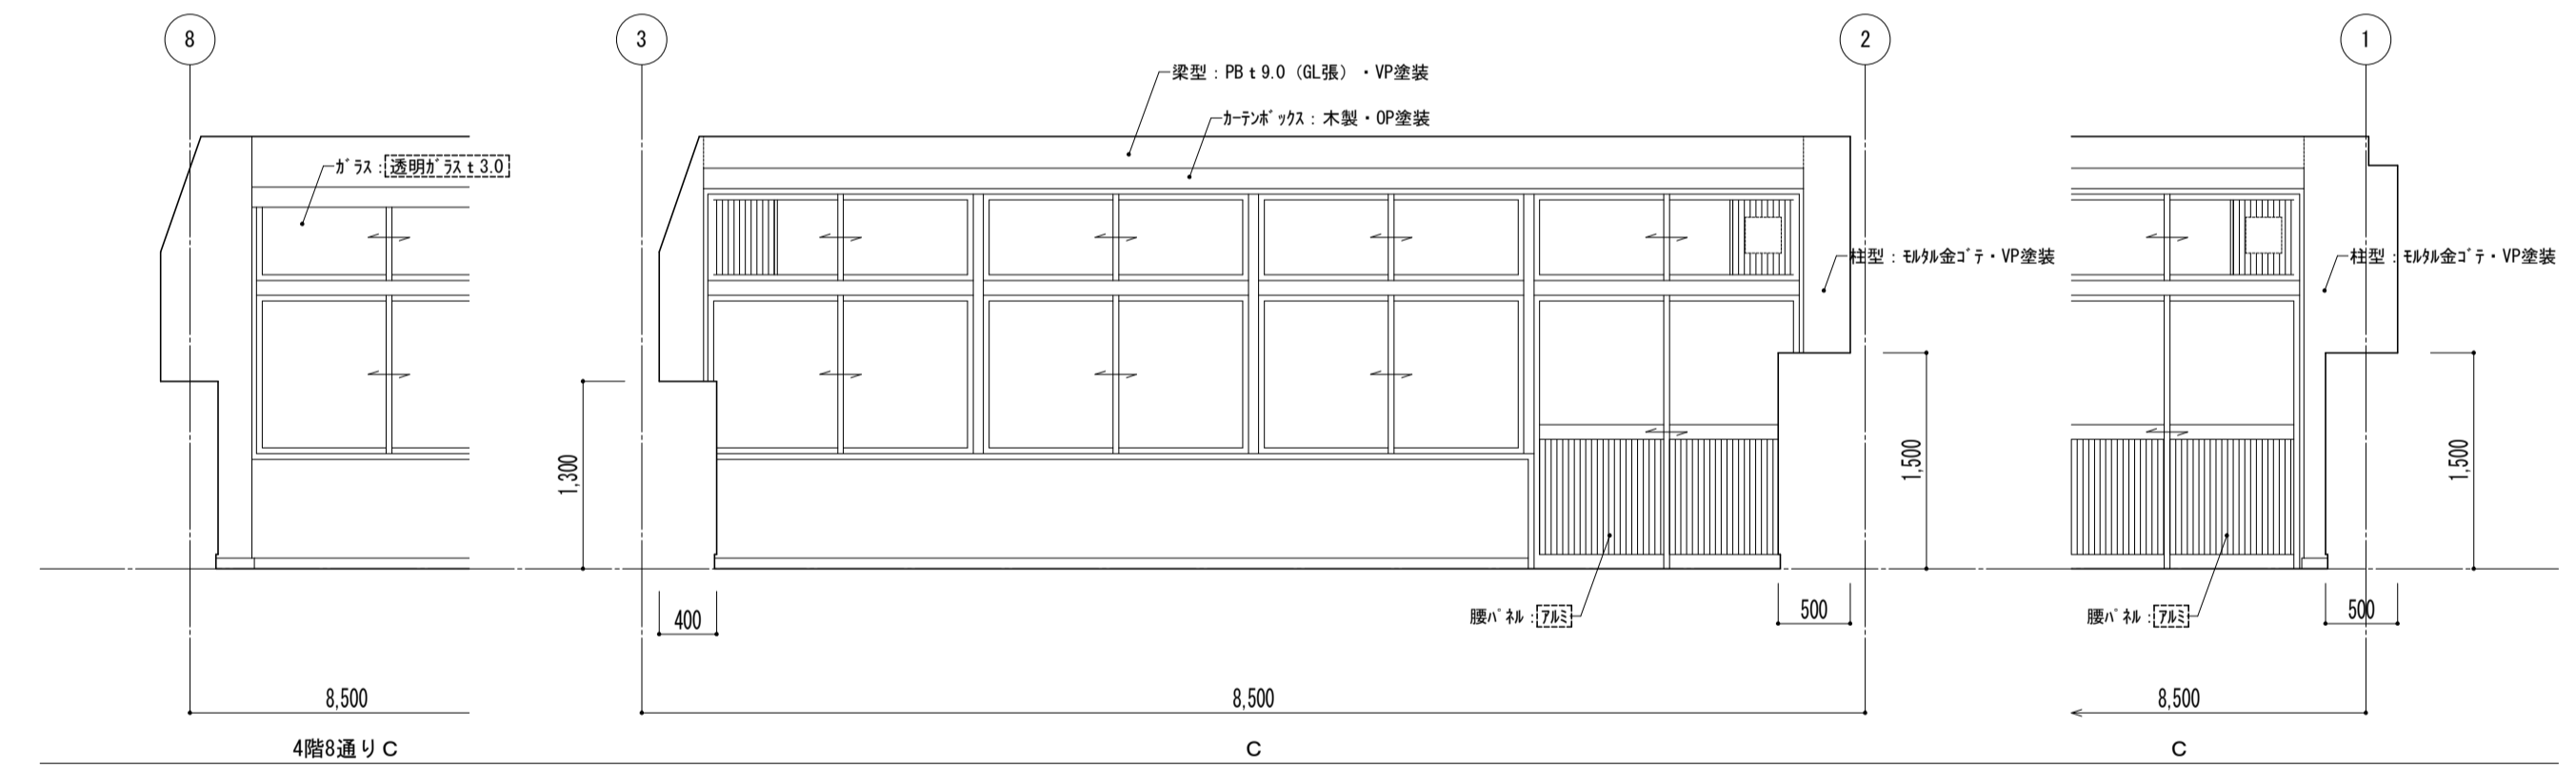 8
3
2
1
梁型：PB t 9.0（GL張）・VP塗装
ｶｰﾃﾝﾎﾞｯｸｽ：木製・OP塗装
ｶﾞﾗｽ：透明ｶﾞﾗｽ t 3.0
柱型：ﾓﾙﾀﾙ金ｺﾞﾃ・VP塗装
柱型：ﾓﾙﾀﾙ金ｺﾞﾃ・VP塗装
1,300
1,500
1,500
400
腰ﾊﾟﾈﾙ：ｱﾙﾐ
500
腰ﾊﾟﾈﾙ：ｱﾙﾐ
500
8,500
8,500
8,500
4階8通り C
C
C